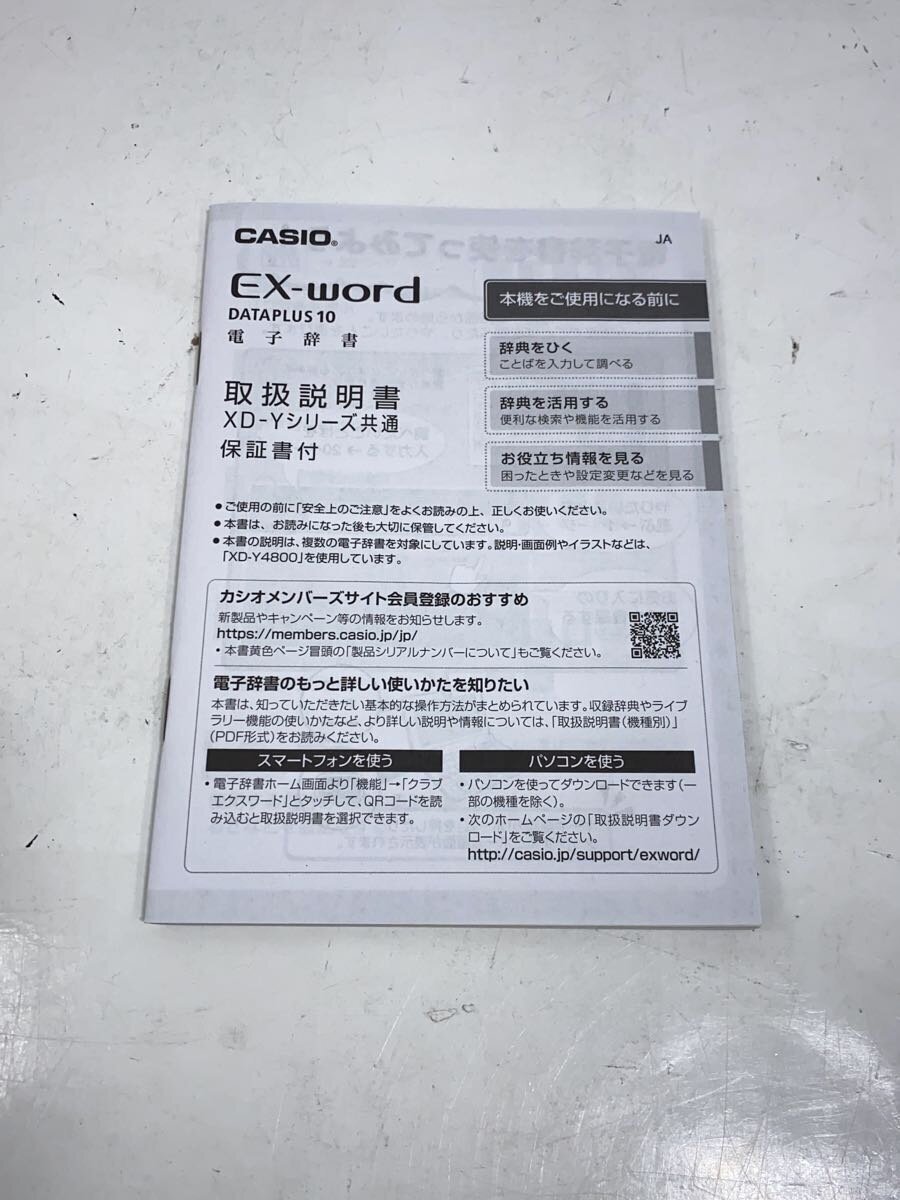 CASIO®
JA
EX-word
DATAPLUS 10
電子辞書
取扱説明書
XD-Yシリーズ共通
保証書付
本機をご使用になる前に
辞典をひく
ことばを入力して調べる
辞典を活用する
便利な検索や機能を活用する
お役立ち情報を見る
困ったときや設定変更などを見る
●ご使用の前に「安全上のご注意」をよくお読みの上、正しくお使いください。
●本書は、お読みになった後も大切に保管してください。
●本書の説明は、複数の電子辞書を対象にしています。説明・画面例やイラストなどは、
「XD-Y4800」を使用しています。
カシオメンバーズサイト会員登録のおすすめ
新製品やキャンペーン等の情報をお知らせします。
https://members.casio.jp/jp/
・本書黄色ページ冒頭の「製品シリアルナンバーについて」もご覧ください。
電子辞書のもっと詳しい使いかたを知りたい
本書は、知っていただきたい基本的な操作方法がまとめられています。収録辞典やライブ
ラリー機能の使いかたなど、より詳しい説明や情報については、「取扱説明書(機種別)」
(PDF形式)をお読みください。
スマートフォンを使う
・電子辞書ホーム画面より「機能」→「クラブ
エクスワード」とタッチして、QRコードを読
み込むと取扱説明書を選択できます。
パソコンを使う
・パソコンを使ってダウンロードできます(一
部の機種を除く)。
・次のホームページの「取扱説明書ダウン
ロード」をご覧ください。
http://casio.jp/support/exword/